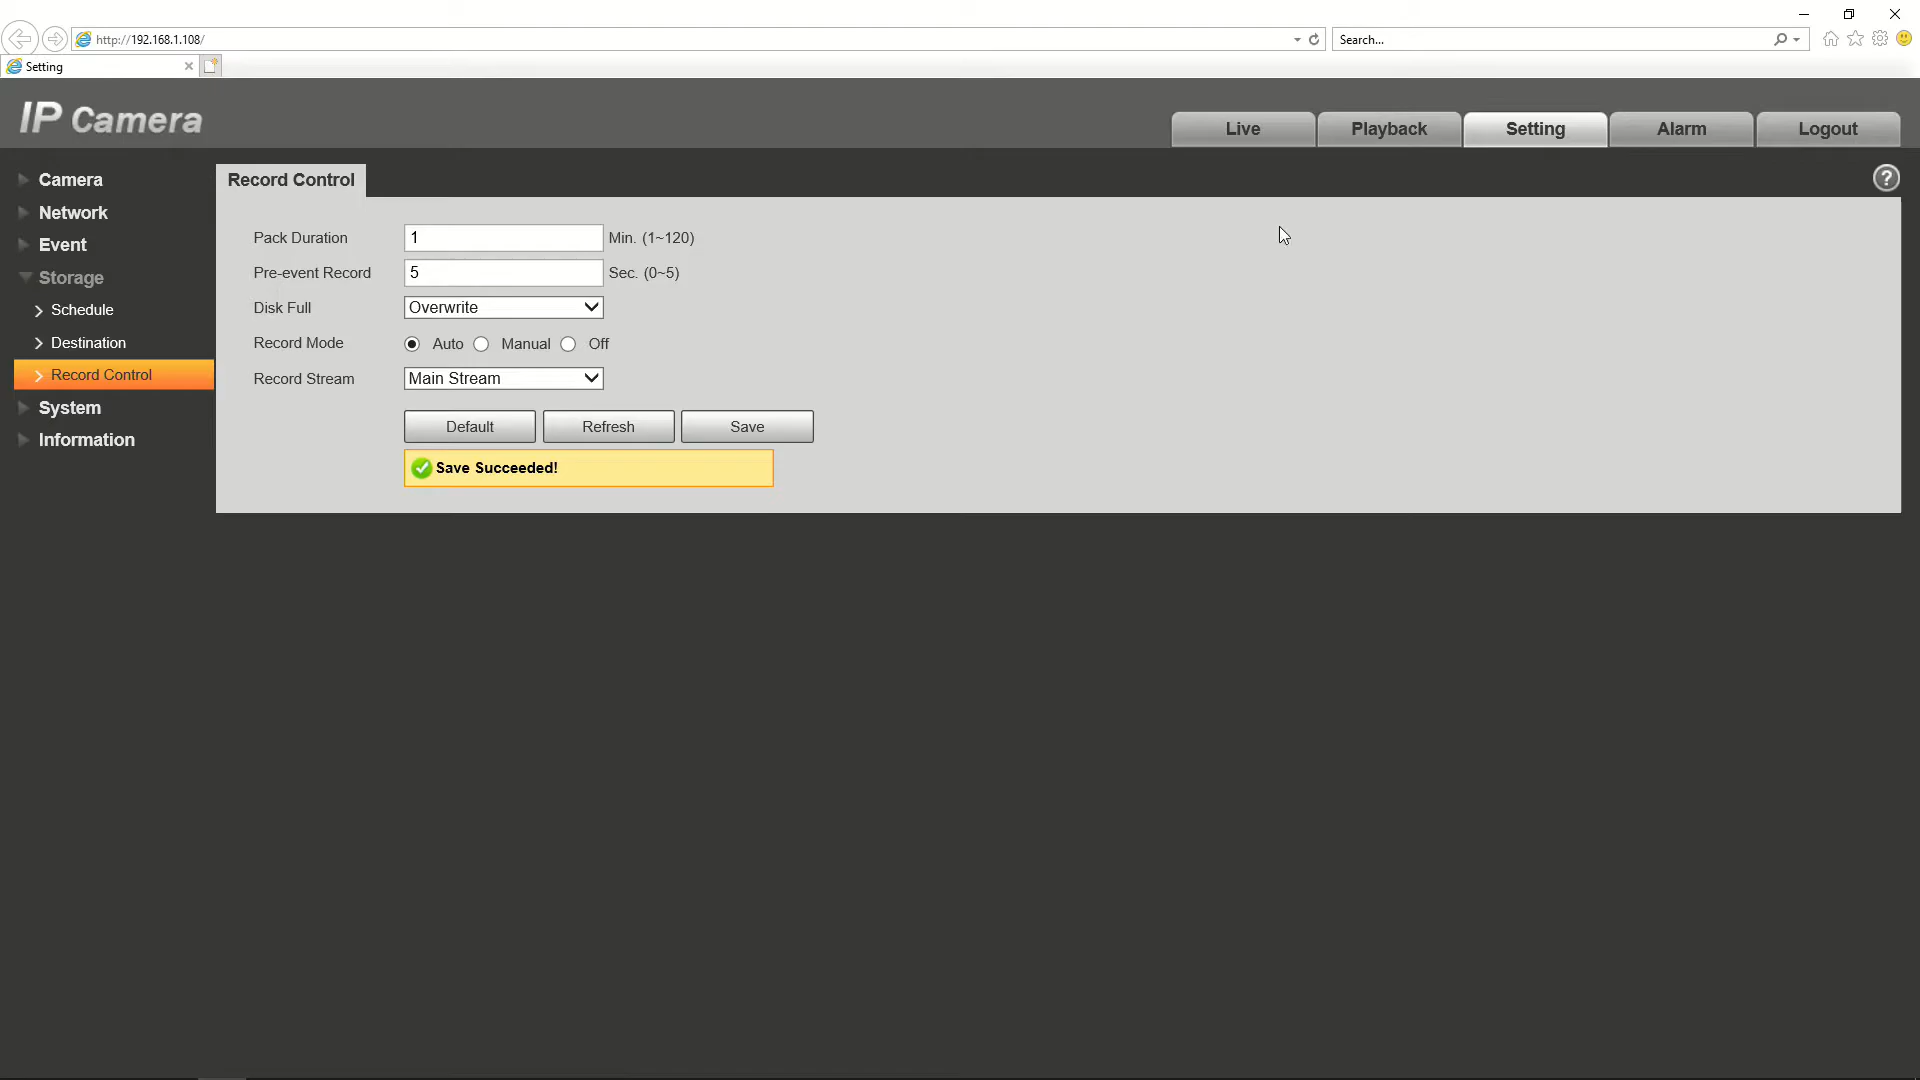 http://192.168.1.108/
Search...
Setting
IP Camera
Live
Playback
Setting
Alarm
Logout
Camera
Network
Event
Storage
Schedule
Destination
Record Control
System
Information
Record Control
?
Pack Duration 1 Min. (1~120)
Pre-event Record 5 Sec. (0~5)
Disk Full Overwrite
Record Mode Auto Manual Off
Record Stream Main Stream
Default Refresh Save
Save Succeeded!